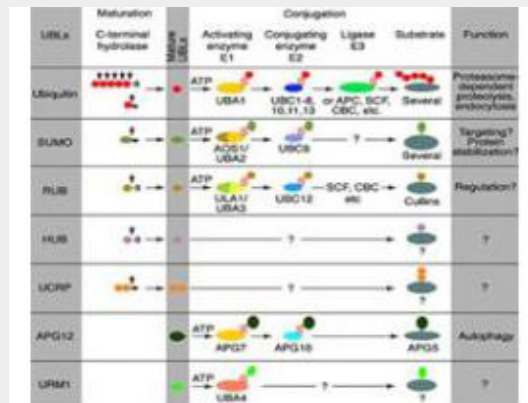 Maturation Conjugation
UBLs C-terminal hydrolase Mature UBLs Activating enzyme E1 Conjugating enzyme E2 Ligase E3 Substrate Function
Ubiquitin ATP UBA1 UBC1-8, 10,11,13 or APC, SCF, CBC, etc. Several Proteasome-dependent proteolysis, endocytosis
SUMO ATP AOS1/UBA2 UBC9 ? Several Targeting? Protein stabilization?
RUB ATP ULA1/UBA3 UBC12 SCF, CBC etc Cullins Regulation?
HUB ? ? ?
UCRP ? ? ?
APG12 ATP APG7 APG10 APG5 Autophagy
URM1 ATP UBA4 ? ? ?